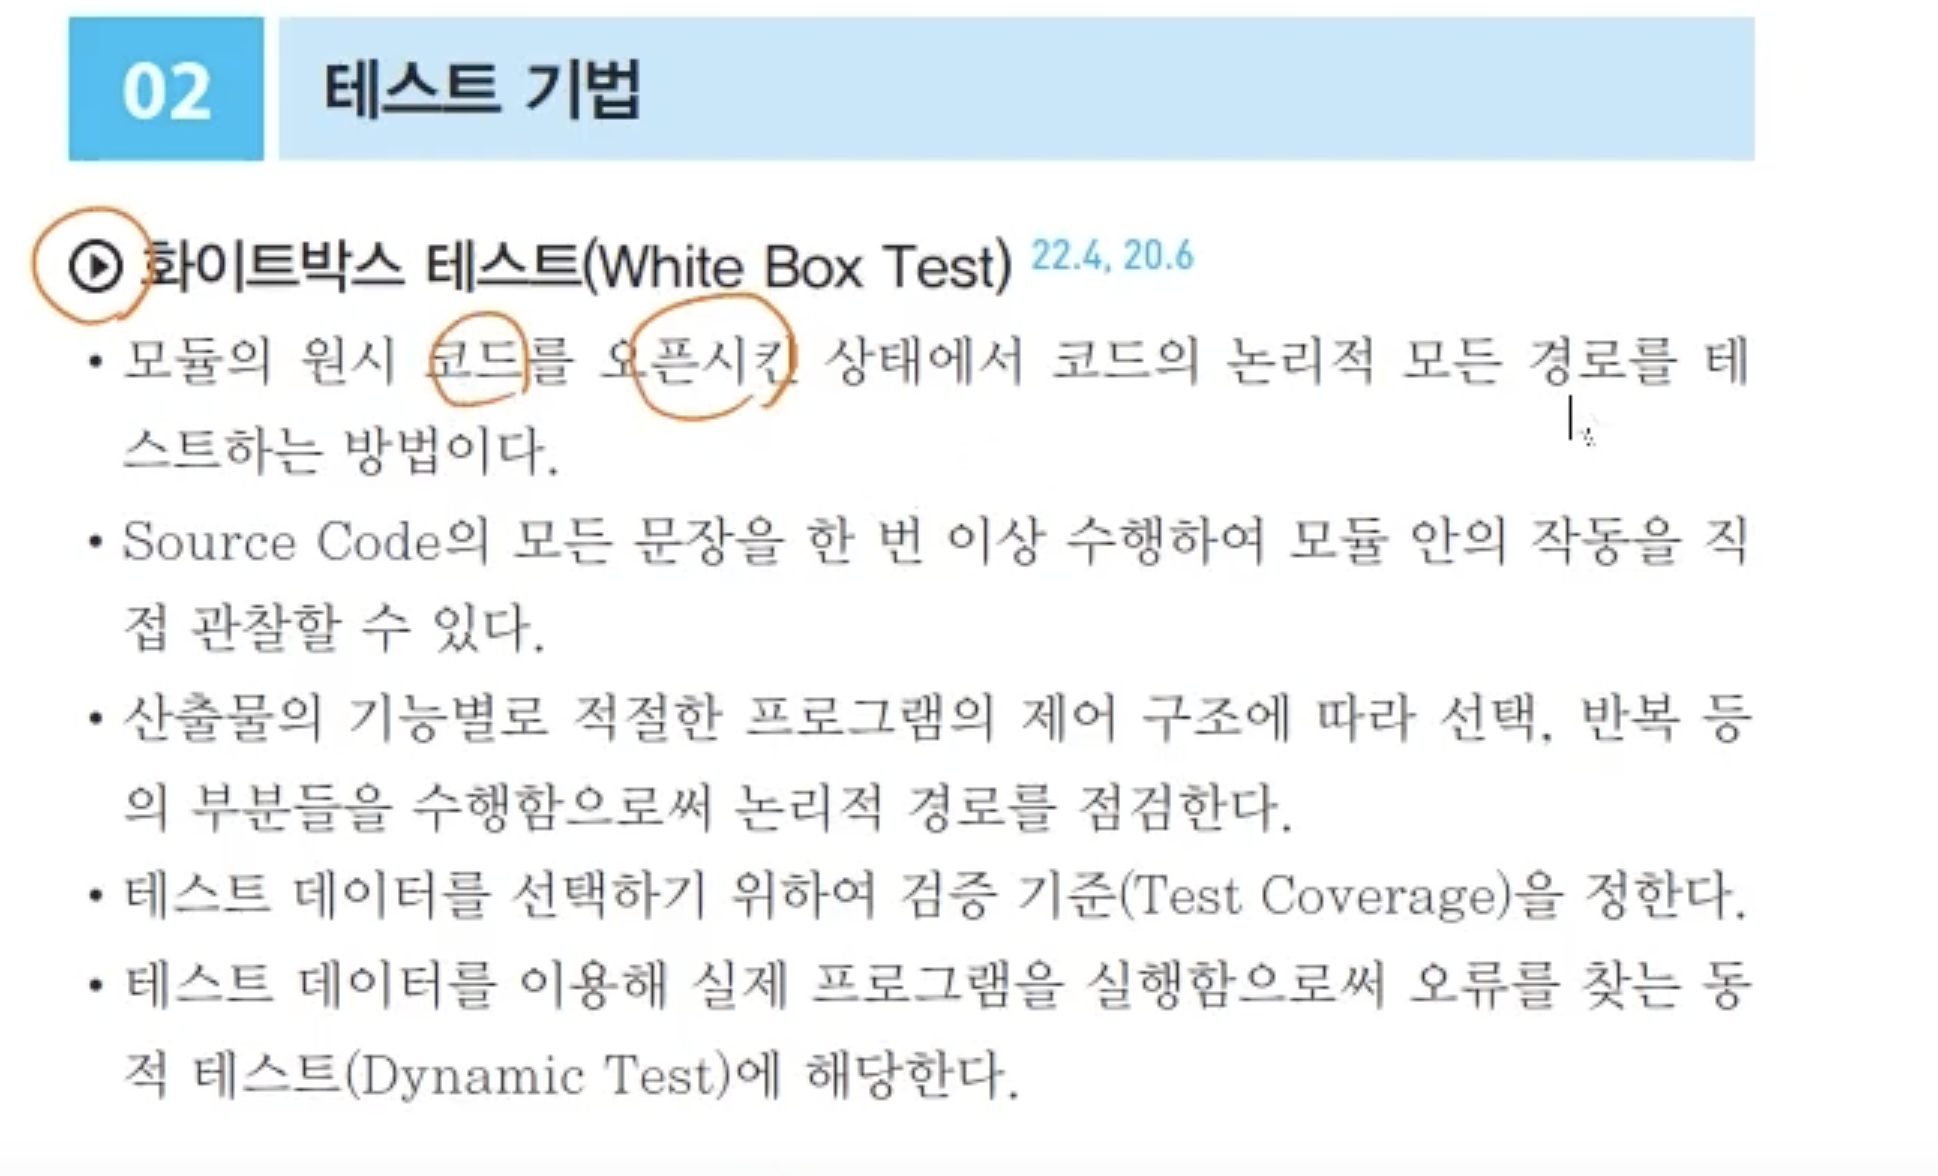 02 테스트 기법
화이트박스 테스트(White Box Test) 22.4, 20.6
• 모듈의 원시 코드를 오픈시킨 상태에서 코드의 논리적 모든 경로를 테
스트하는 방법이다.
• Source Code의 모든 문장을 한 번 이상 수행하여 모듈 안의 작동을 직
접 관찰할 수 있다.
• 산출물의 기능별로 적절한 프로그램의 제어 구조에 따라 선택, 반복 등
의 부분들을 수행함으로써 논리적 경로를 점검한다.
• 테스트 데이터를 선택하기 위하여 검증 기준(Test Coverage)을 정한다.
• 테스트 데이터를 이용해 실제 프로그램을 실행함으로써 오류를 찾는 동
적 테스트(Dynamic Test)에 해당한다.